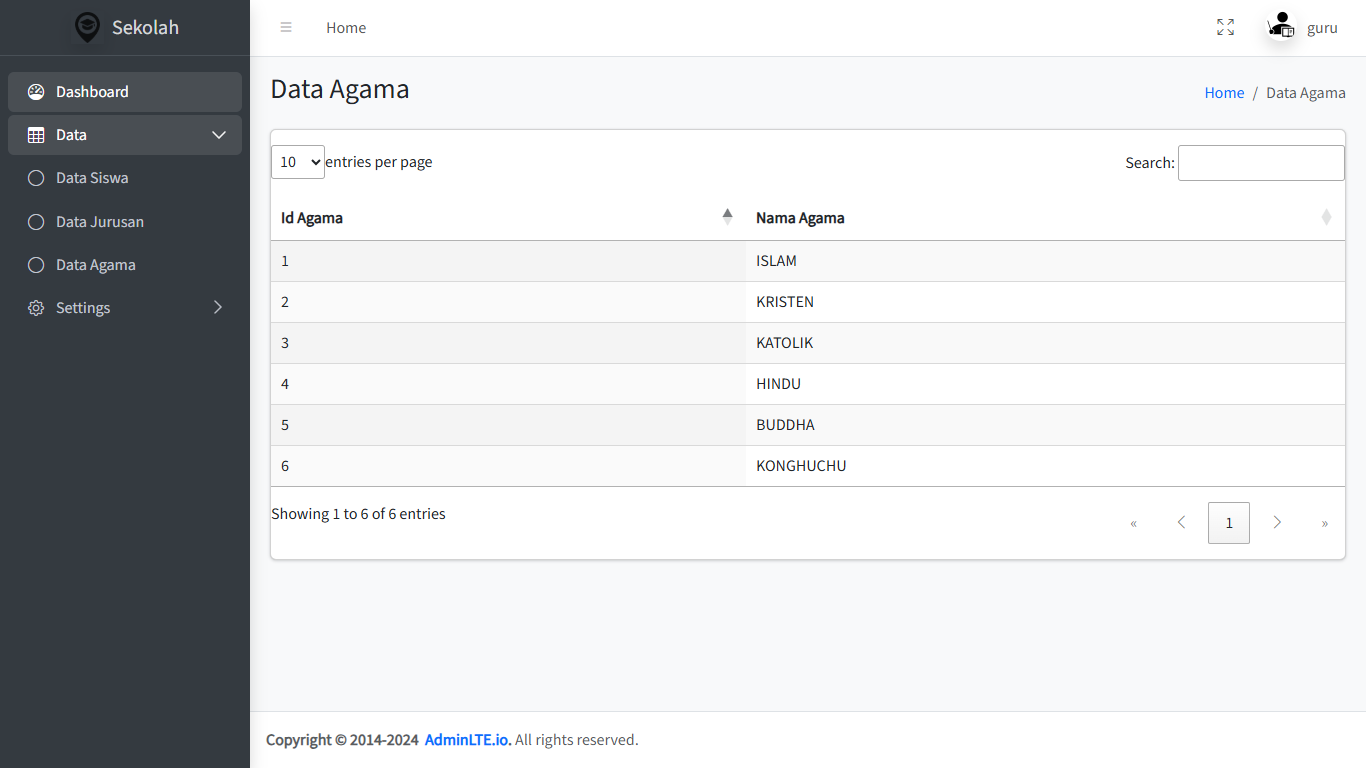 Sekolah
Home
guru
Dashboard
Data
Data Siswa
Data Jurusan
Data Agama
Settings
Data Agama
Home / Data Agama
10 entries per page
Search:
Id Agama Nama Agama
1 ISLAM
2 KRISTEN
3 KATOLIK
4 HINDU
5 BUDDHA
6 KONGHUCHU
Showing 1 to 6 of 6 entries
« 1 »
Copyright © 2014-2024 AdminLTE.io. All rights reserved.